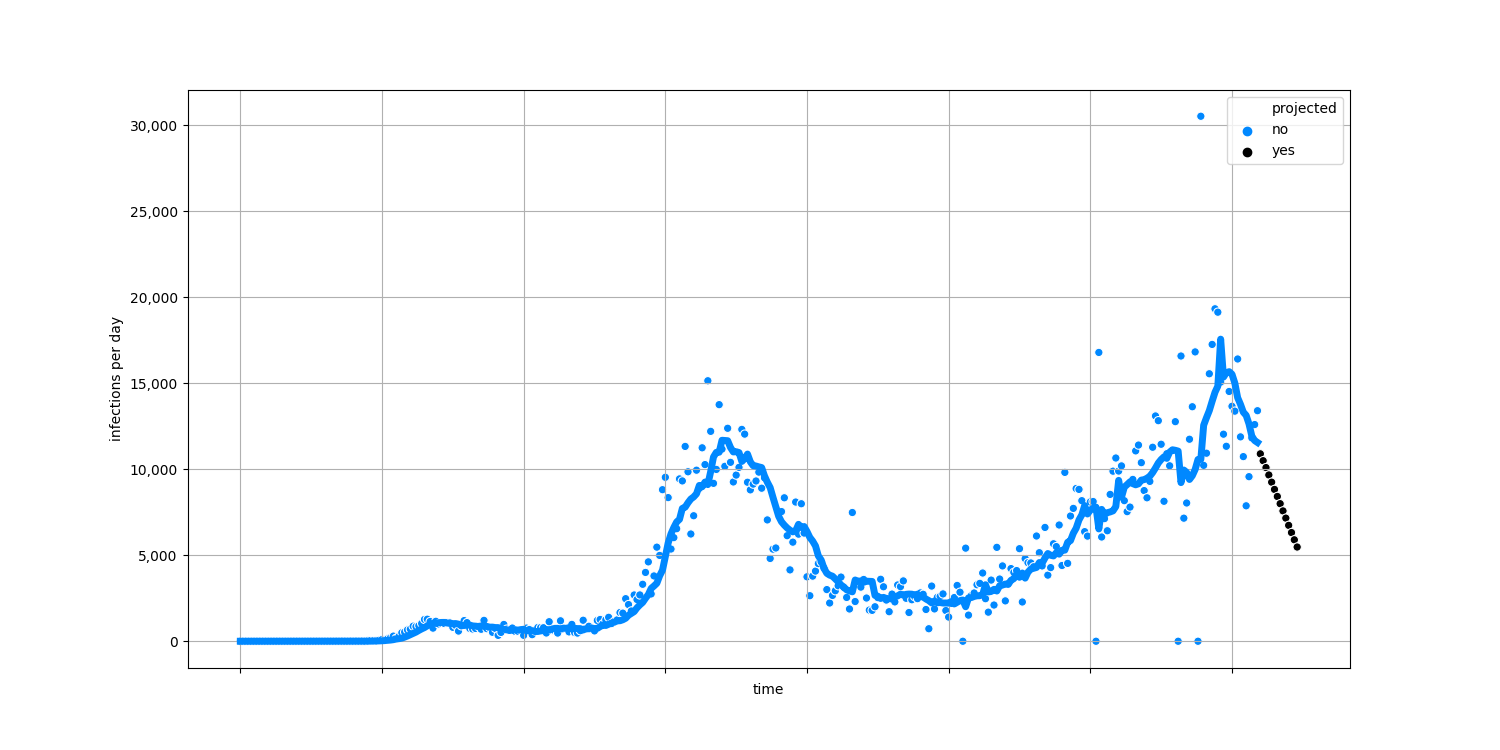 projected
no
yes
30,000
25,000
20,000
15,000
10,000
5,000
0
infections per day
time